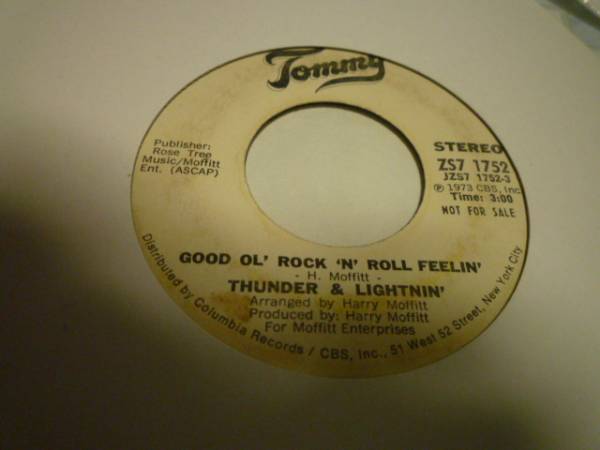 Tommy
Publisher:
Rose Tree
Music/Moffitt
Ent. (ASCAP)
STEREO
ZS7 1752
JZS7 1752-3
℗ 1973 CBS, Inc.
Time: 3:00
NOT FOR SALE
GOOD OL' ROCK 'N' ROLL FEELIN'
- H. Moffitt -
THUNDER & LIGHTNIN'
Arranged by Harry Moffitt
Produced by: Harry Moffitt
For Moffitt Enterprises
Distributed by Columbia Records / CBS, Inc., 51 West 52 Street, New York City